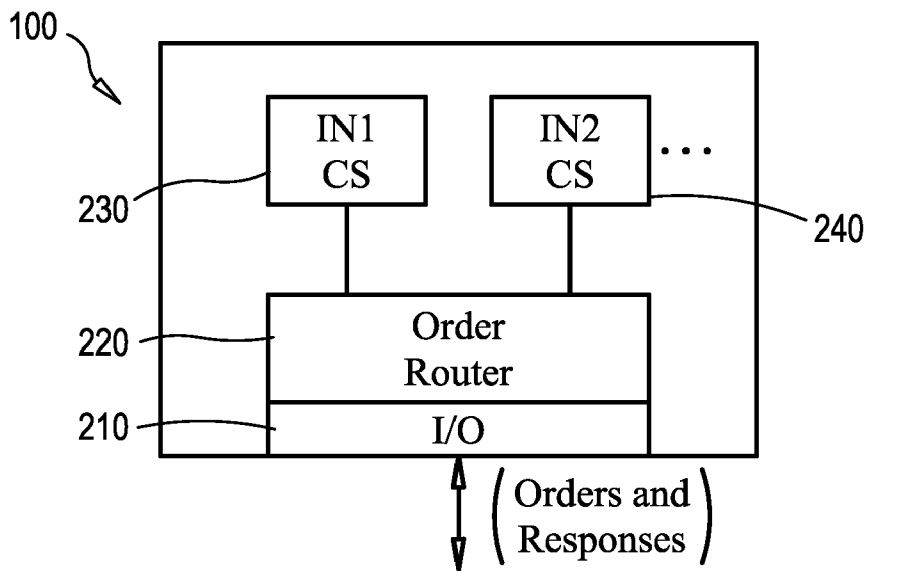 100
IN1
CS
IN2
CS
...
230
240
220
Order
Router
210
I/O
(Orders and
Responses)